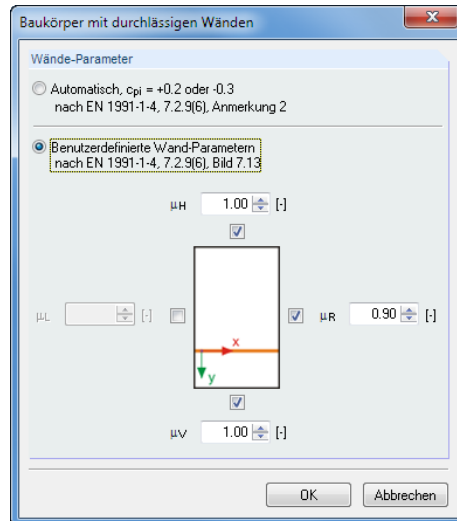 Baukörper mit durchlässigen Wänden
Wände-Parameter
Automatisch, cpi = +0.2 oder -0.3
nach EN 1991-1-4, 7.2.9(6), Anmerkung 2
Benutzerdefinierte Wand-Parametern
nach EN 1991-1-4, 7.2.9(6), Bild 7.13
µH 1.00 [-]
µL [-] µR 0.90 [-]
x
y
µV 1.00 [-]
OK Abbrechen